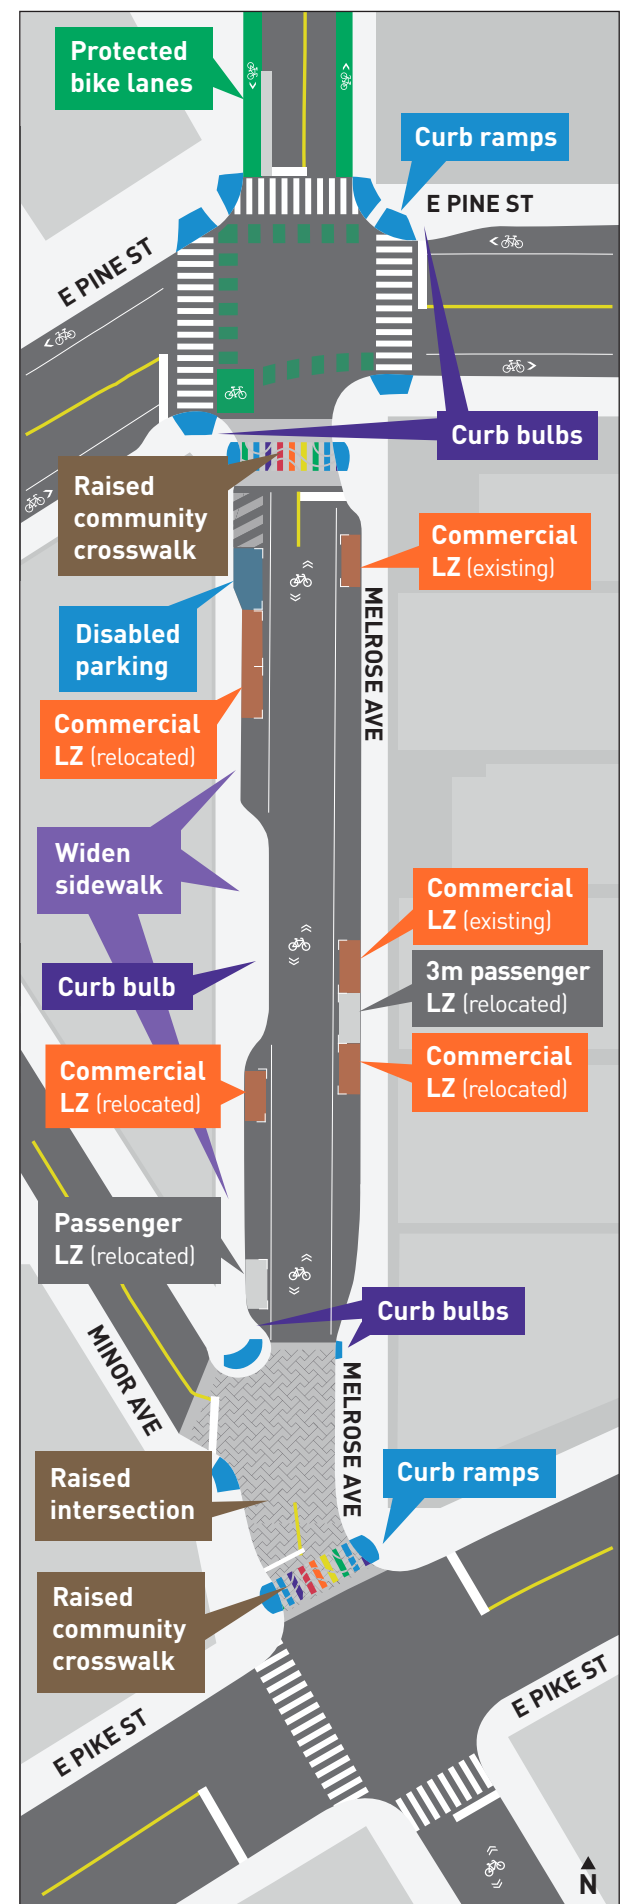 Protected
bike lanes
Curb ramps
E PINE ST
E PINE ST
Curb bulbs
Raised
community
crosswalk
Commercial
LZ (existing)
Disabled
parking
MELROSE AVE
Commercial
LZ (relocated)
Widen
sidewalk
Commercial
LZ (existing)
Curb bulb
3m passenger
LZ (relocated)
Commercial
LZ (relocated)
Commercial
LZ (relocated)
Passenger
LZ (relocated)
Curb bulbs
MINOR AVE
MELROSE AVE
Raised
intersection
Curb ramps
Raised
community
crosswalk
E PIKE ST
E PIKE ST
N